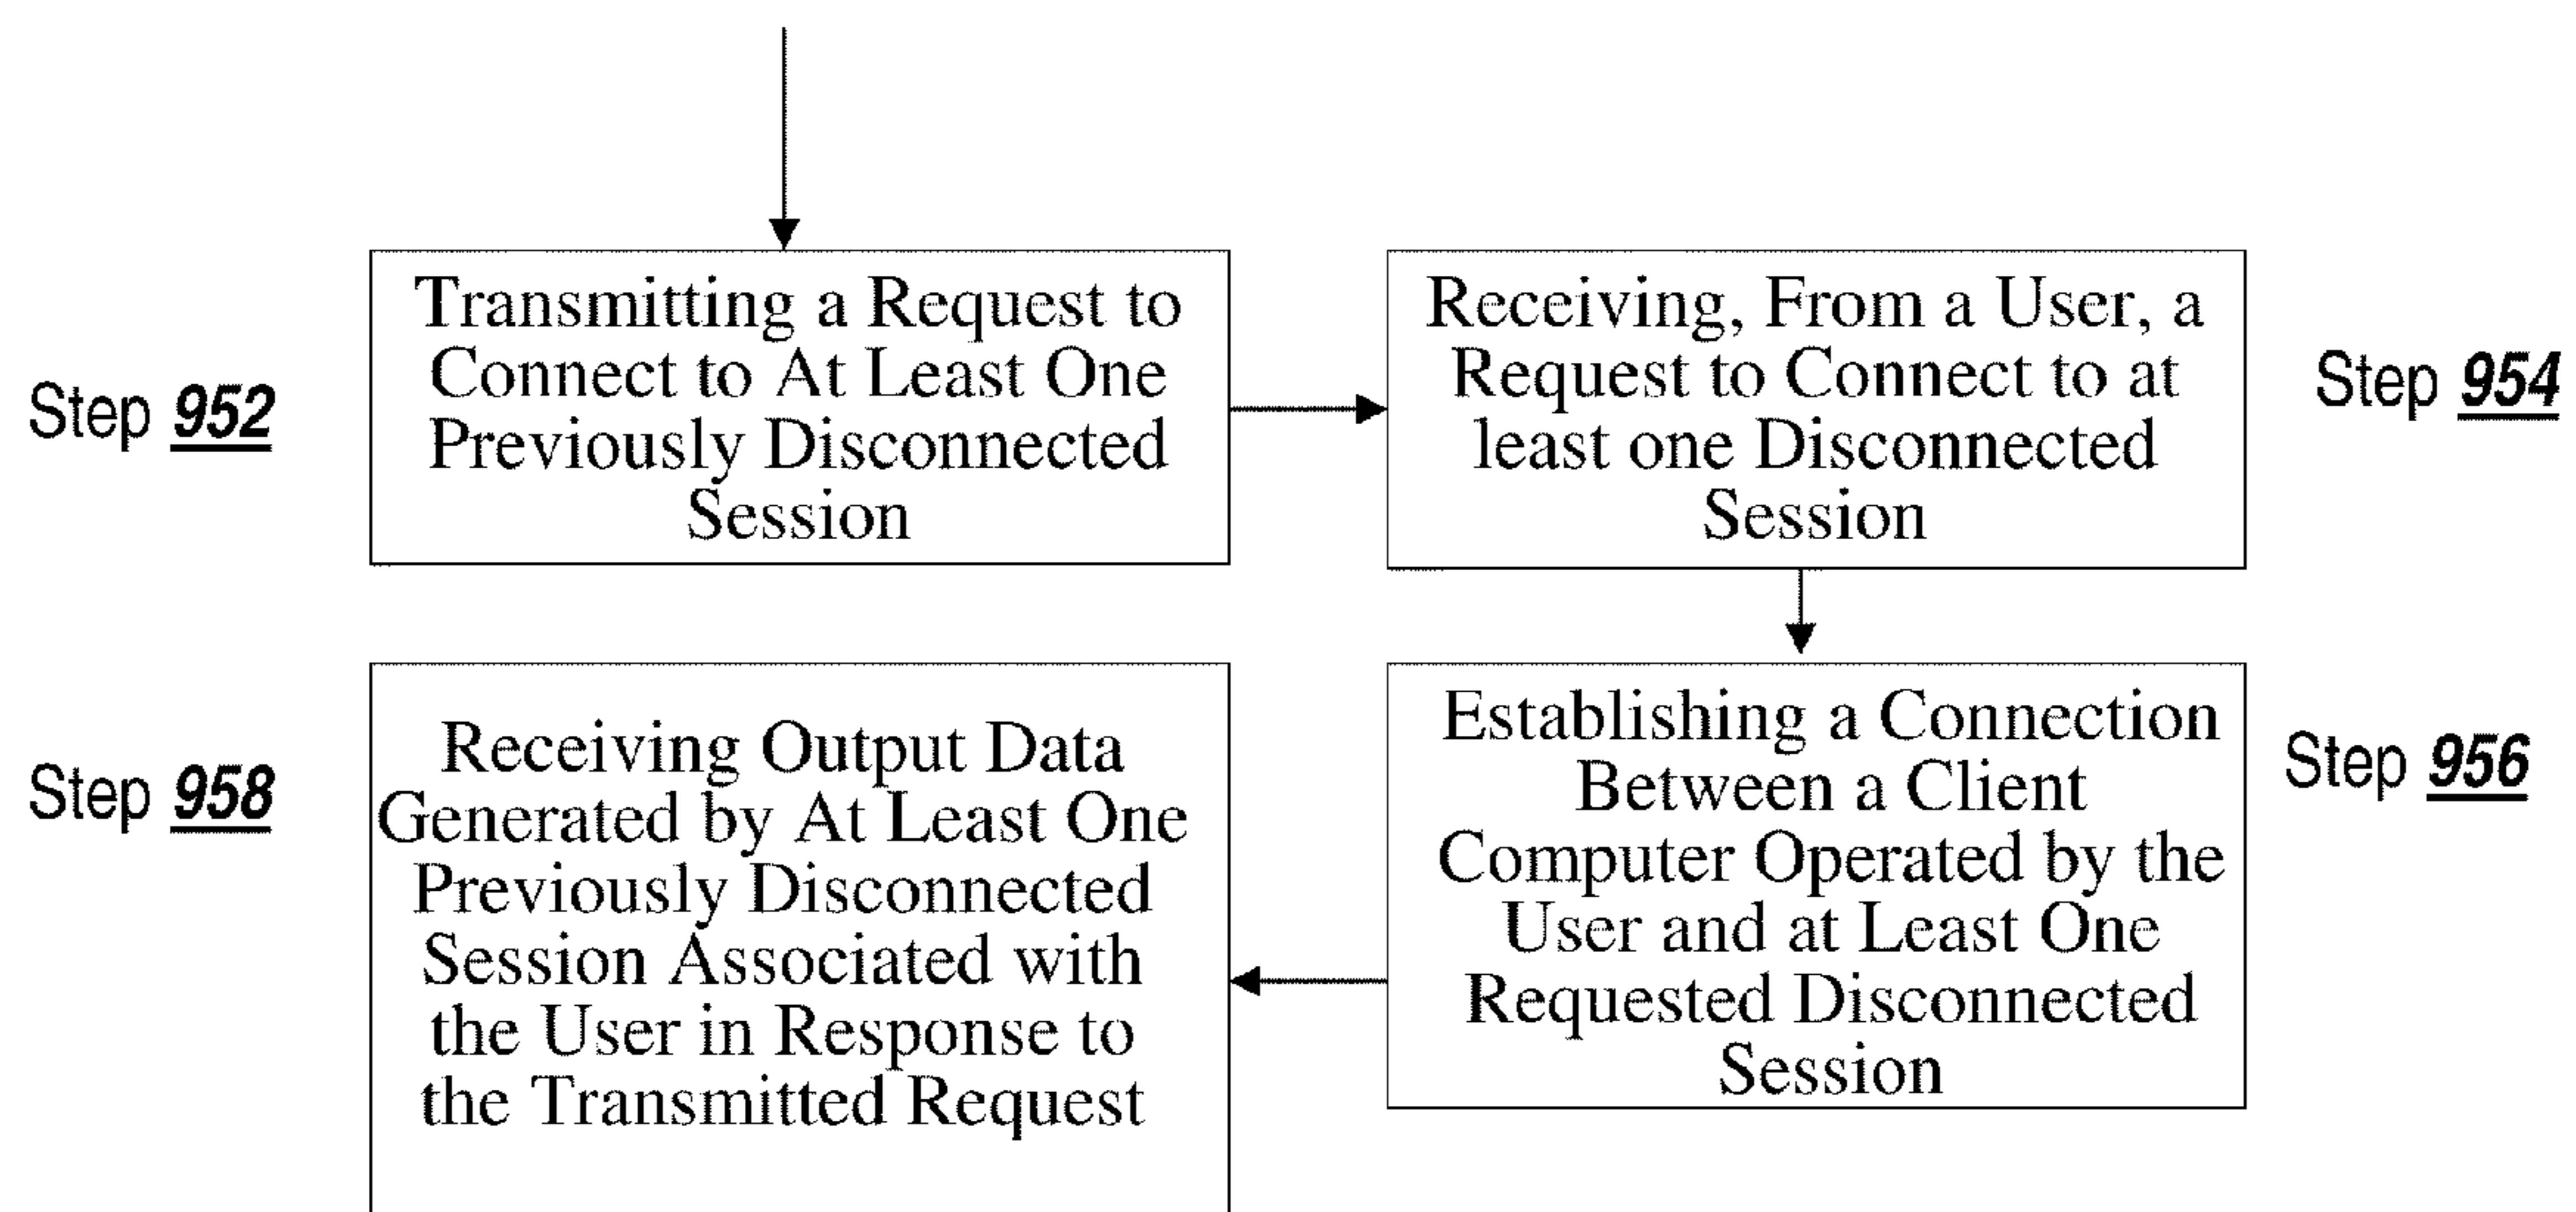 Step 952
Transmitting a Request to
Connect to At Least One
Previously Disconnected
Session
Receiving, From a User, a
Request to Connect to at
least one Disconnected
Session
Step 954
Establishing a Connection
Between a Client
Computer Operated by the
User and at Least One
Requested Disconnected
Session
Step 956
Step 958
Receiving Output Data
Generated by At Least One
Previously Disconnected
Session Associated with
the User in Response to
the Transmitted Request